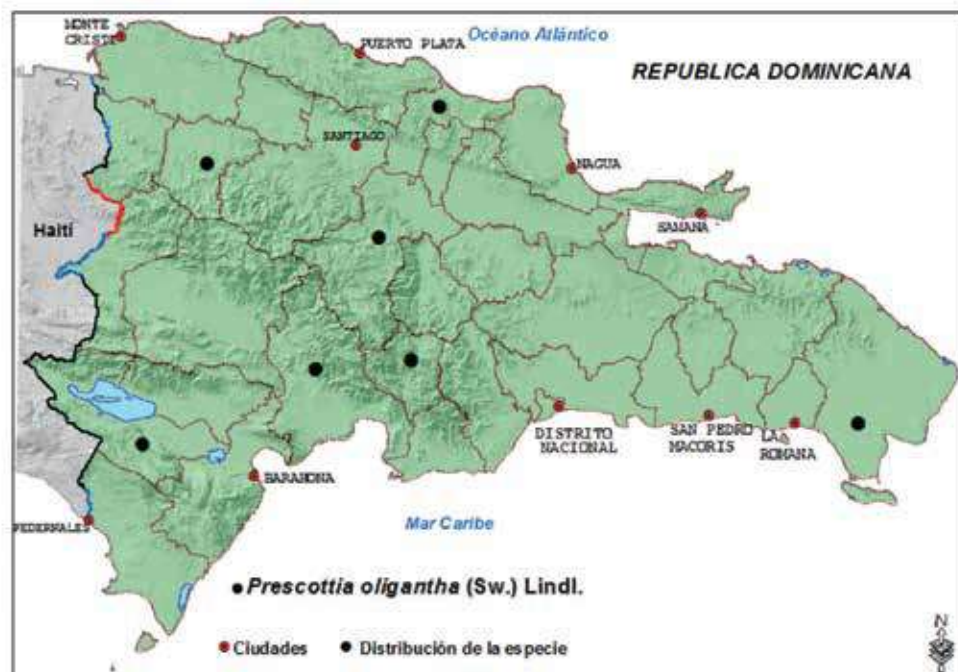 MONTE
CRISTI
PUERTO PLATA
Océano Atlántico
REPUBLICA DOMINICANA
SANTIAGO
NAGUA
SAMANA
Haití
DISTRITO
NACIONAL
SAN PEDRO
MACORIS
LA
ROMANA
BARAHONA
PEDERNALES
Mar Caribe
Prescottia oligantha (Sw.) Lindl.
Ciudades
Distribución de la especie
N